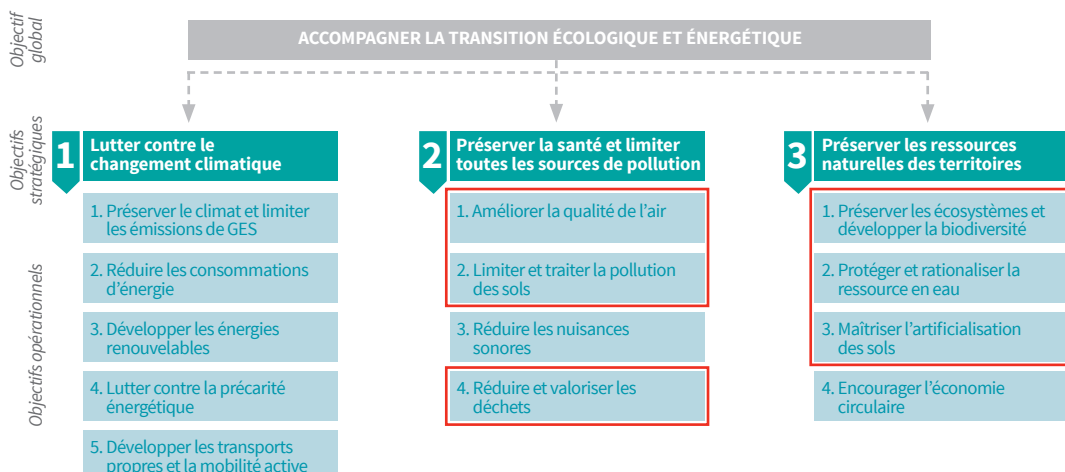 Objectif
global
ACCOMPAGNER LA TRANSITION ÉCOLOGIQUE ET ÉNERGÉTIQUE
Objectifs
stratégiques
1
Lutter contre le
changement climatique
2
Préserver la santé et limiter
toutes les sources de pollution
3
Préserver les ressources
naturelles des territoires
Objectifs opérationnels
1. Préserver le climat et limiter
les émissions de GES
2. Réduire les consommations
d’énergie
3. Développer les énergies
renouvelables
4. Lutter contre la précarité
énergétique
5. Développer les transports
propres et la mobilité active
1. Améliorer la qualité de l’air
2. Limiter et traiter la pollution
des sols
3. Réduire les nuisances
sonores
4. Réduire et valoriser les
déchets
1. Préserver les écosystèmes et
développer la biodiversité
2. Protéger et rationaliser la
ressource en eau
3. Maîtriser l’artificialisation
des sols
4. Encourager l’économie
circulaire